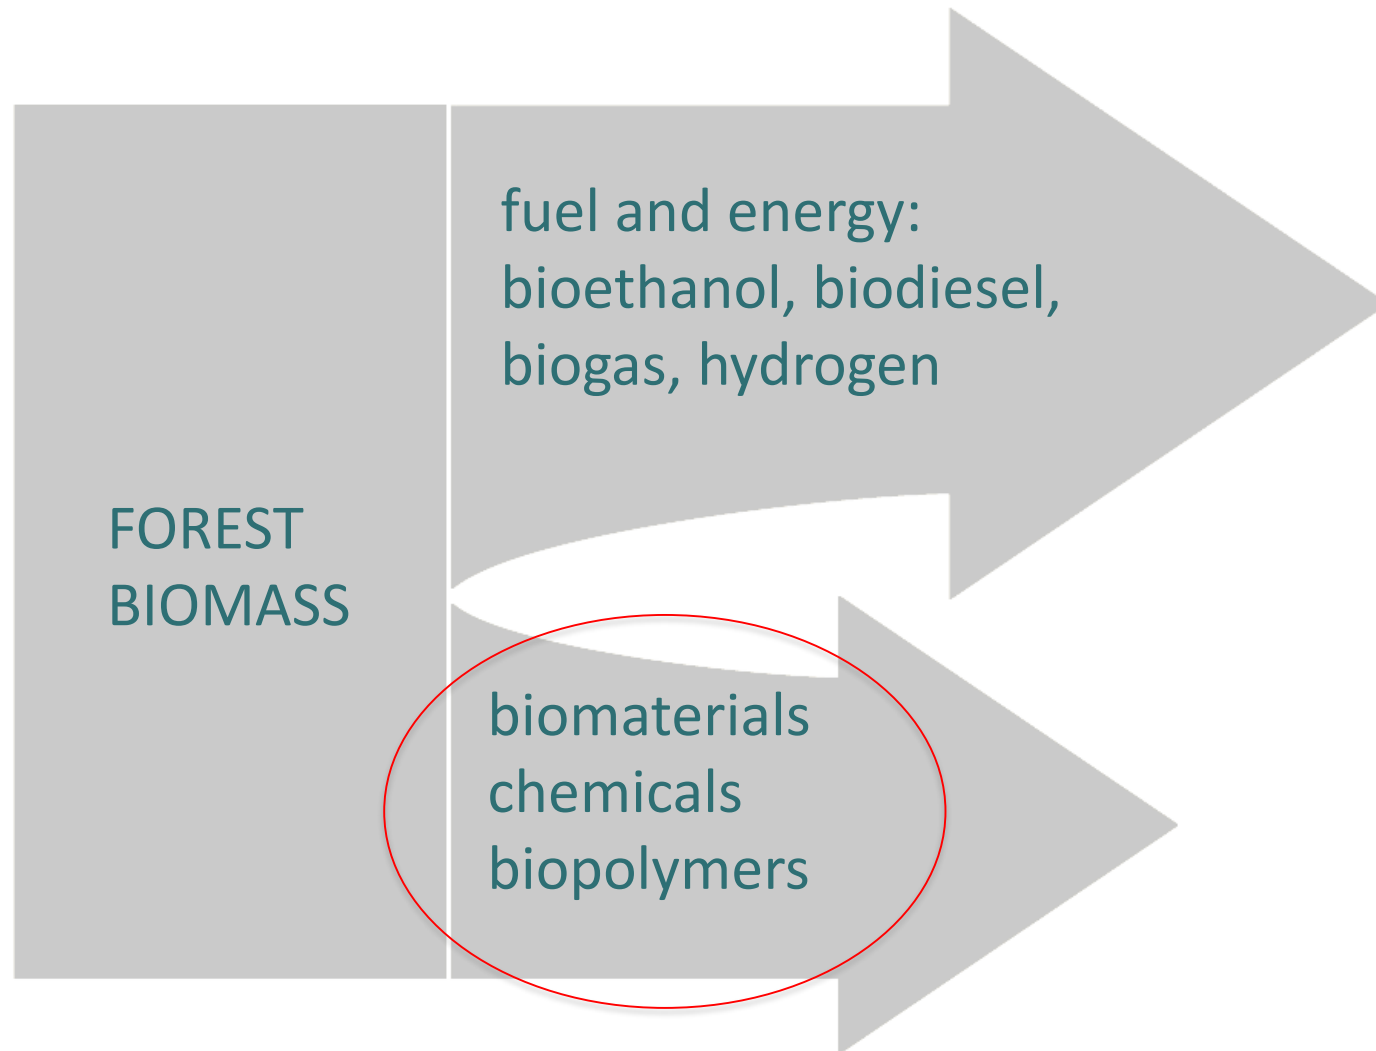 FOREST
BIOMASS
fuel and energy:
bioethanol, biodiesel,
biogas, hydrogen
biomaterials
chemicals
biopolymers